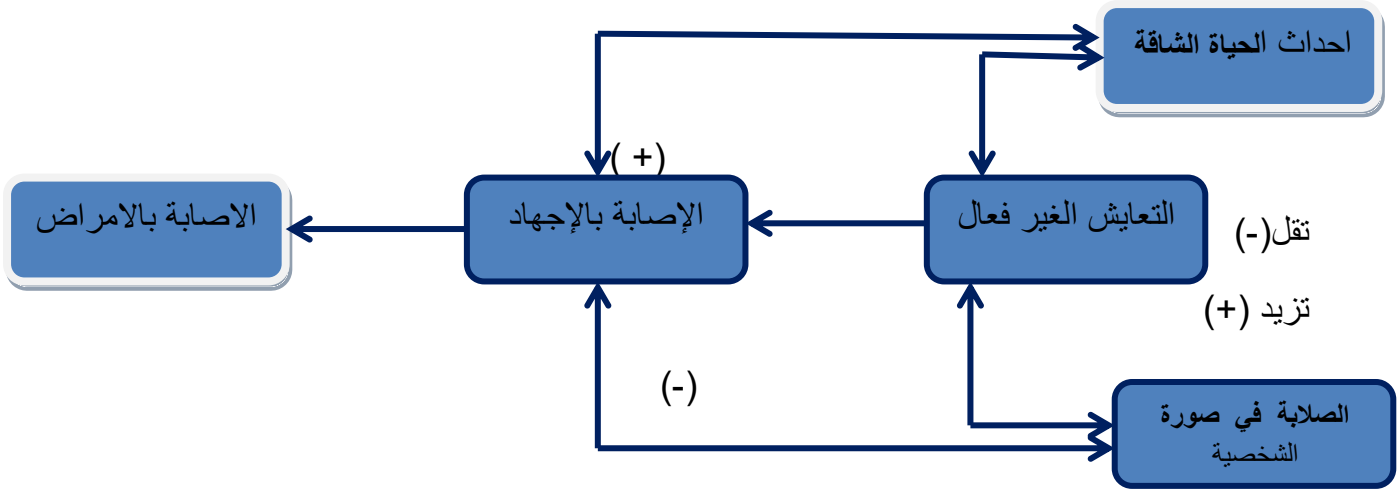 احداث الحياة الشاقة
(+ )
التعايش الغير فعال
الإصابة بالإجهاد
الاصابة بالامراض
تقل(-)
تزيد (+)
(-)
الصلابة في صورة
الشخصية